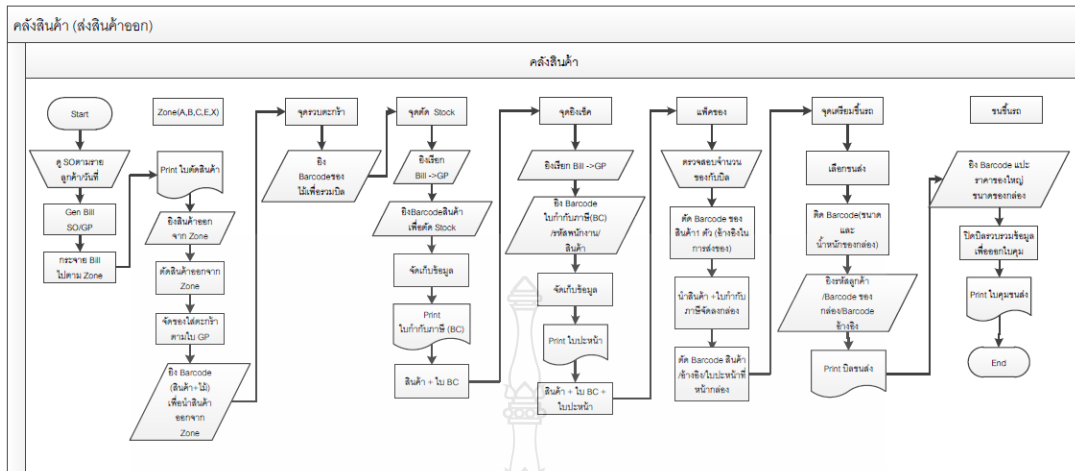 คลังสินค้า (ส่งสินค้าออก)
คลังสินค้า
Start
ดู SOตามราย
ลูกค้า/วันที่
Gen Bill
SO/GP
กระจาย Bill
ไปตาม Zone
Zone(A,B,C,E,X)
Print ใบตัดสินค้า
ยิงสินค้าออก
จาก Zone
ตัดสินค้าออกจาก
Zone
จัดของใส่ตะกร้า
ตามใบ GP
ยิง Barcode
(สินค้า+ไม้)
เพื่อนำสินค้า
ออกจาก
Zone
จุดรวบตะกร้า
ยิง
Barcodeของ
ไม้เพื่อรวมบิล
จุดตัด Stock
ยิงเรียก
Bill ->GP
ยิงBarcodeสินค้า
เพื่อตัด Stock
จัดเก็บข้อมูล
Print
ใบกำกับภาษี (BC)
สินค้า + ใบ BC
จุดยิงเช็ค
ยิงเรียก Bill ->GP
ยิง Barcode
ใบกำกับภาษี(BC)
/รหัสพนักงาน/
สินค้า
จัดเก็บข้อมูล
Print ใบปะหน้า
สินค้า + ใบ BC +
ใบปะหน้า
แพ็คของ
ตรวจสอบจำนวน
ของกับบิล
ตัด Barcode ของ
สินค้า1 ตัว (อ้างอิงใน
การส่งของ)
นำสินค้า +ใบกำกับ
ภาษีจัดลงกล่อง
ตัด Barcode สินค้า
/อ้างอิง/ใบปะหน้าที่
หน้ากล่อง
จุดเตรียมขึ้นรถ
เลือกขนส่ง
ติด Barcode(ขนาด
และ
น้ำหนักของกล่อง)
ยิงรหัสลูกค้า
/Barcode ของ
กล่อง/Barcode
อ้างอิง
Print บิลขนส่ง
ขนขึ้นรถ
ยิง Barcode แปะ
ราคาของใหญ่
ขนาดของกล่อง
ปิดบิลรวบรวมข้อมูล
เพื่อออกใบคุม
Print ใบคุมขนส่ง
End